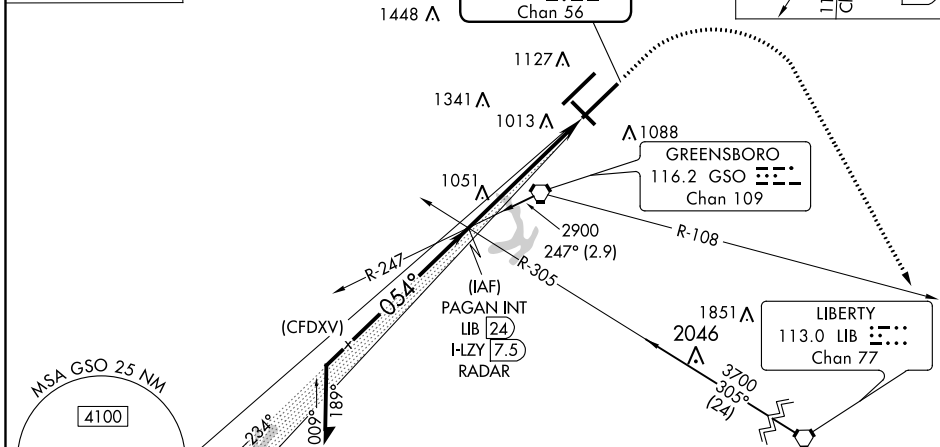 1448
Chan 56
1127
1341
1013
1088
GREENSBORO
116.2 GSO
Chan 109
1051
2900
247° (2.9)
R-108
R-247
R-305
054°
(IAF)
PAGAN INT
LIB 24
I-LZY 7.5
RADAR
(CFDXV)
1851
2046
LIBERTY
113.0 LIB
Chan 77
3700
305°
(24)
MSA GSO 25 NM
4100
009°
189°
234°